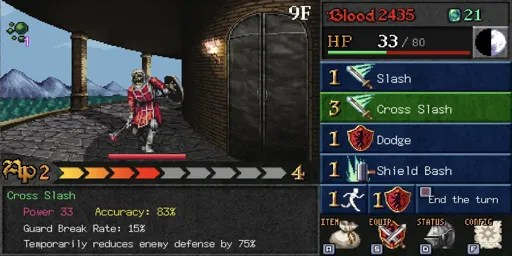 1
9F
Blood 2435
21
HP 33/80
1 Slash
3 Cross Slash
1 Dodge
1 Shield Bash
1
1
End the turn
Ap 2
4
Cross Slash
Power 33 Accuracy: 83%
Guard Break Rate: 15%
Temporarily reduces enemy defense by 75%
ITEM
EQUIP
STATUS
CONFIG
A
S
D
F